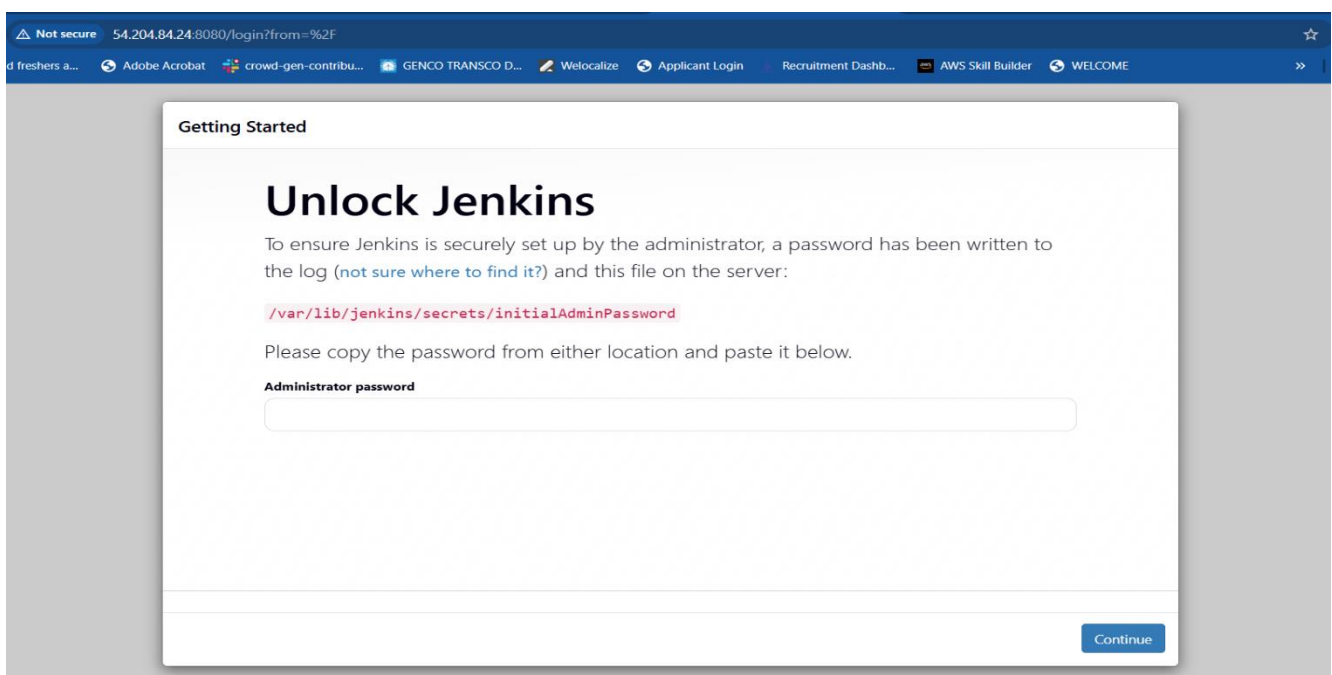 Not secure 54.204.84.24:8080/login?from=%2F
d freshers a... Adobe Acrobat crowd-gen-contribu... GENCO TRANSCO D... Welocalize Applicant Login Recruitment Dashb... AWS Skill Builder WELCOME »
Getting Started
Unlock Jenkins
To ensure Jenkins is securely set up by the administrator, a password has been written to
the log (not sure where to find it?) and this file on the server:
/var/lib/jenkins/secrets/initialAdminPassword
Please copy the password from either location and paste it below.
Administrator password
Continue